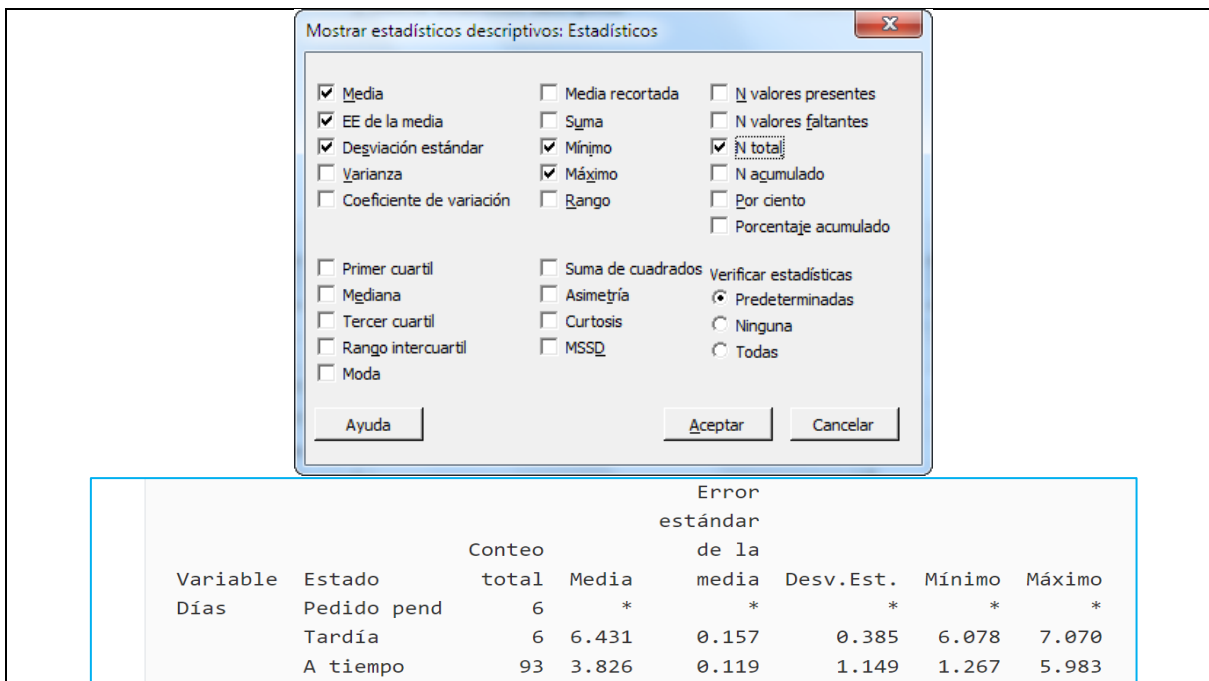 Mostrar estadísticos descriptivos: Estadísticos
Media Media recortada N valores presentes
EE de la media Suma N valores faltantes
Desviación estándar Mínimo N total
Varianza Máximo N acumulado
Coeficiente de variación Rango Por ciento
Porcentaje acumulado
Primer cuartil Suma de cuadrados Verificar estadísticas
Mediana Asimetría Predeterminadas
Tercer cuartil Curtosis Ninguna
Rango intercuartil MSSD Todas
Moda
Ayuda Aceptar Cancelar
Error
estándar
Conteo de la
Variable Estado total Media media Desv.Est. Mínimo Máximo
Días Pedido pend 6 * * * * *
Tardía 6 6.431 0.157 0.385 6.078 7.070
A tiempo 93 3.826 0.119 1.149 1.267 5.983